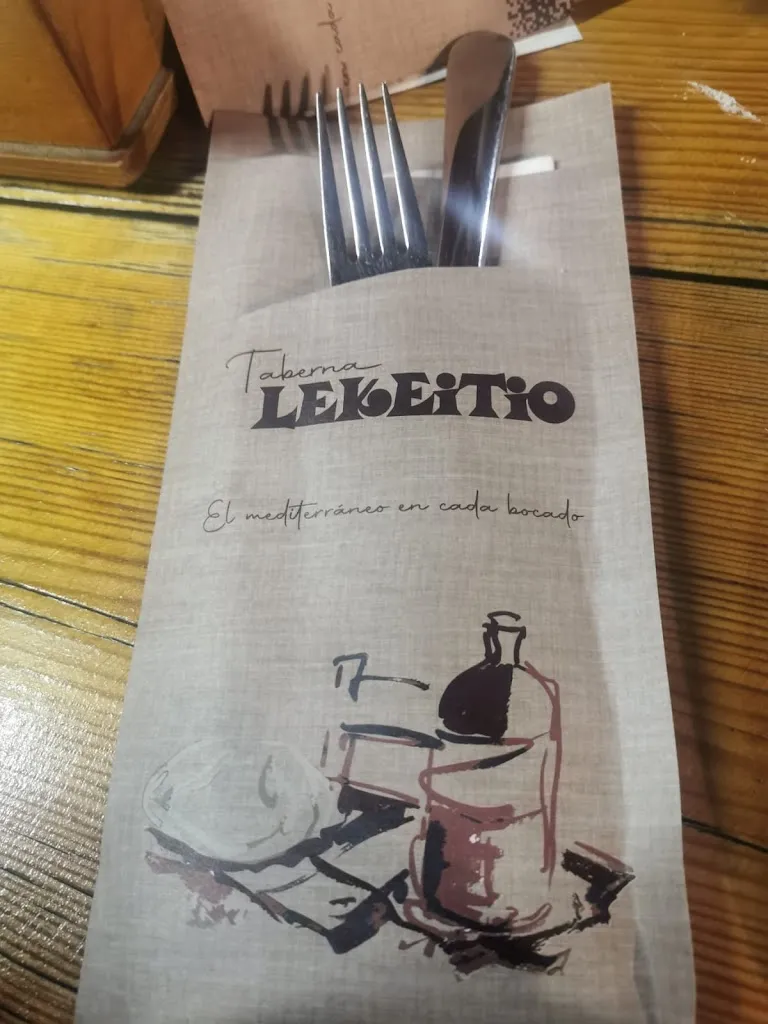 Taberna
LEKEiTiO
El mediterráneo en cada bocado